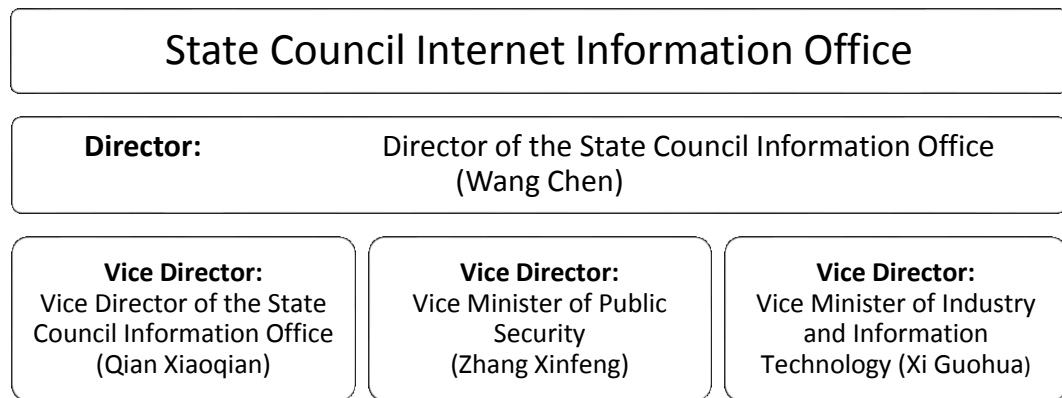 State Council Internet Information Office
Director: Director of the State Council Information Office
(Wang Chen)
Vice Director:
Vice Director of the State
Council Information Office
(Qian Xiaoqian)
Vice Director:
Vice Minister of Public
Security
(Zhang Xinfeng)
Vice Director:
Vice Minister of Industry
and Information
Technology (Xi Guohua)